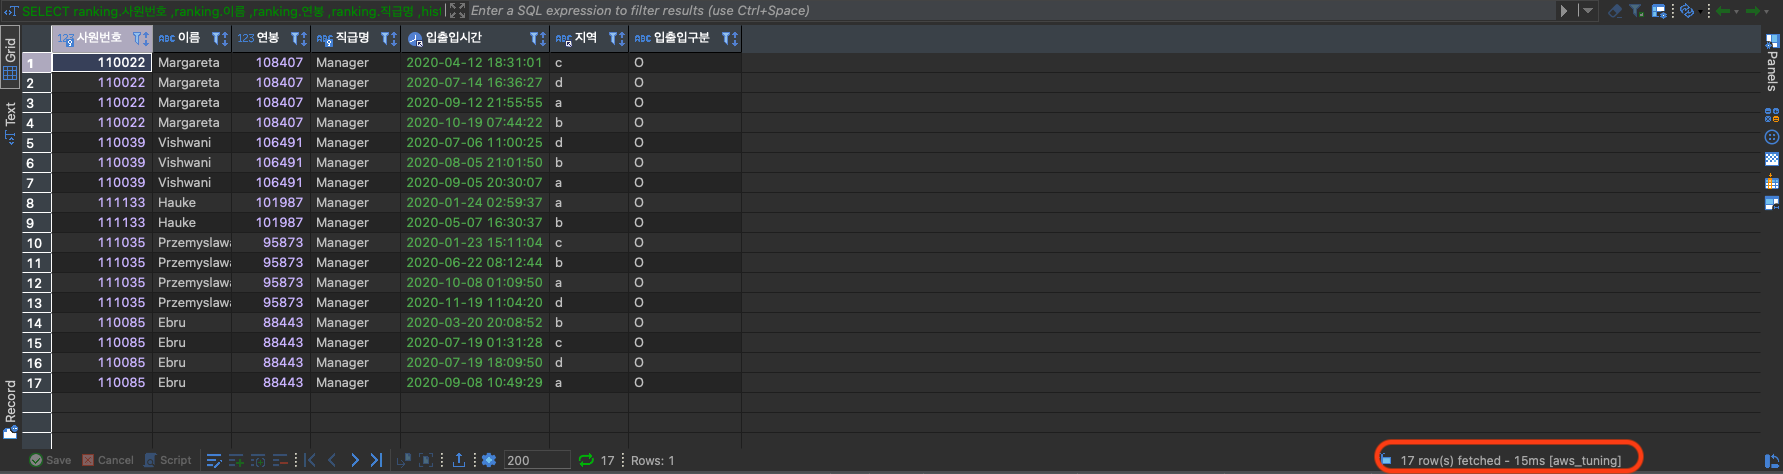 SELECT ranking.사원번호 ,ranking.이름 ,ranking.연봉 ,ranking.직급명 ,his
Enter a SQL expression to filter results (use Ctrl+Space)
Grid
Text
Record
Panels
123 사원번호 ABC 이름 123 연봉 ABC 직급명 입출입시간 ABC 지역 ABC 입출입구분
1 110022 Margareta 108407 Manager 2020-04-12 18:31:01 c O
2 110022 Margareta 108407 Manager 2020-07-14 16:36:27 d O
3 110022 Margareta 108407 Manager 2020-09-12 21:55:55 a O
4 110022 Margareta 108407 Manager 2020-10-19 07:44:22 b O
5 110039 Vishwani 106491 Manager 2020-07-06 11:00:25 d O
6 110039 Vishwani 106491 Manager 2020-08-05 21:01:50 b O
7 110039 Vishwani 106491 Manager 2020-09-05 20:30:07 a O
8 111133 Hauke 101987 Manager 2020-01-24 02:59:37 a O
9 111133 Hauke 101987 Manager 2020-05-07 16:30:37 b O
10 111035 Przemyslawa 95873 Manager 2020-01-23 15:11:04 c O
11 111035 Przemyslawa 95873 Manager 2020-06-22 08:12:44 b O
12 111035 Przemyslawa 95873 Manager 2020-10-08 01:09:50 a O
13 111035 Przemyslawa 95873 Manager 2020-11-19 11:04:20 d O
14 110085 Ebru 88443 Manager 2020-03-20 20:08:52 b O
15 110085 Ebru 88443 Manager 2020-07-19 01:31:28 c O
16 110085 Ebru 88443 Manager 2020-07-19 18:09:50 d O
17 110085 Ebru 88443 Manager 2020-09-08 10:49:29 a O
Save Cancel Script 200 17 Rows: 1 17 row(s) fetched - 15ms [aws_tuning]